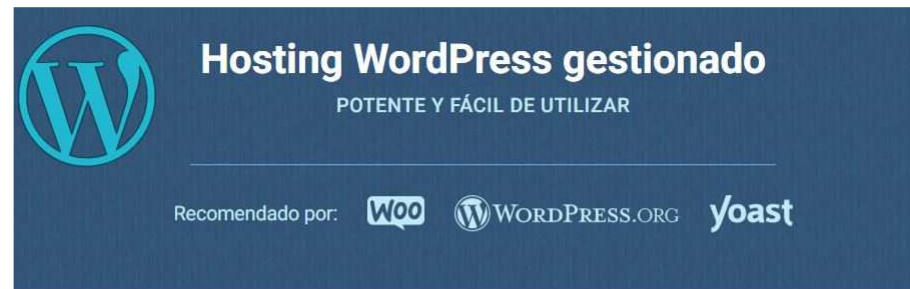 Hosting WordPress gestionado
POTENTE Y FÁCIL DE UTILIZAR
Recomendado por: Woo WORDPRESS.ORG yoast